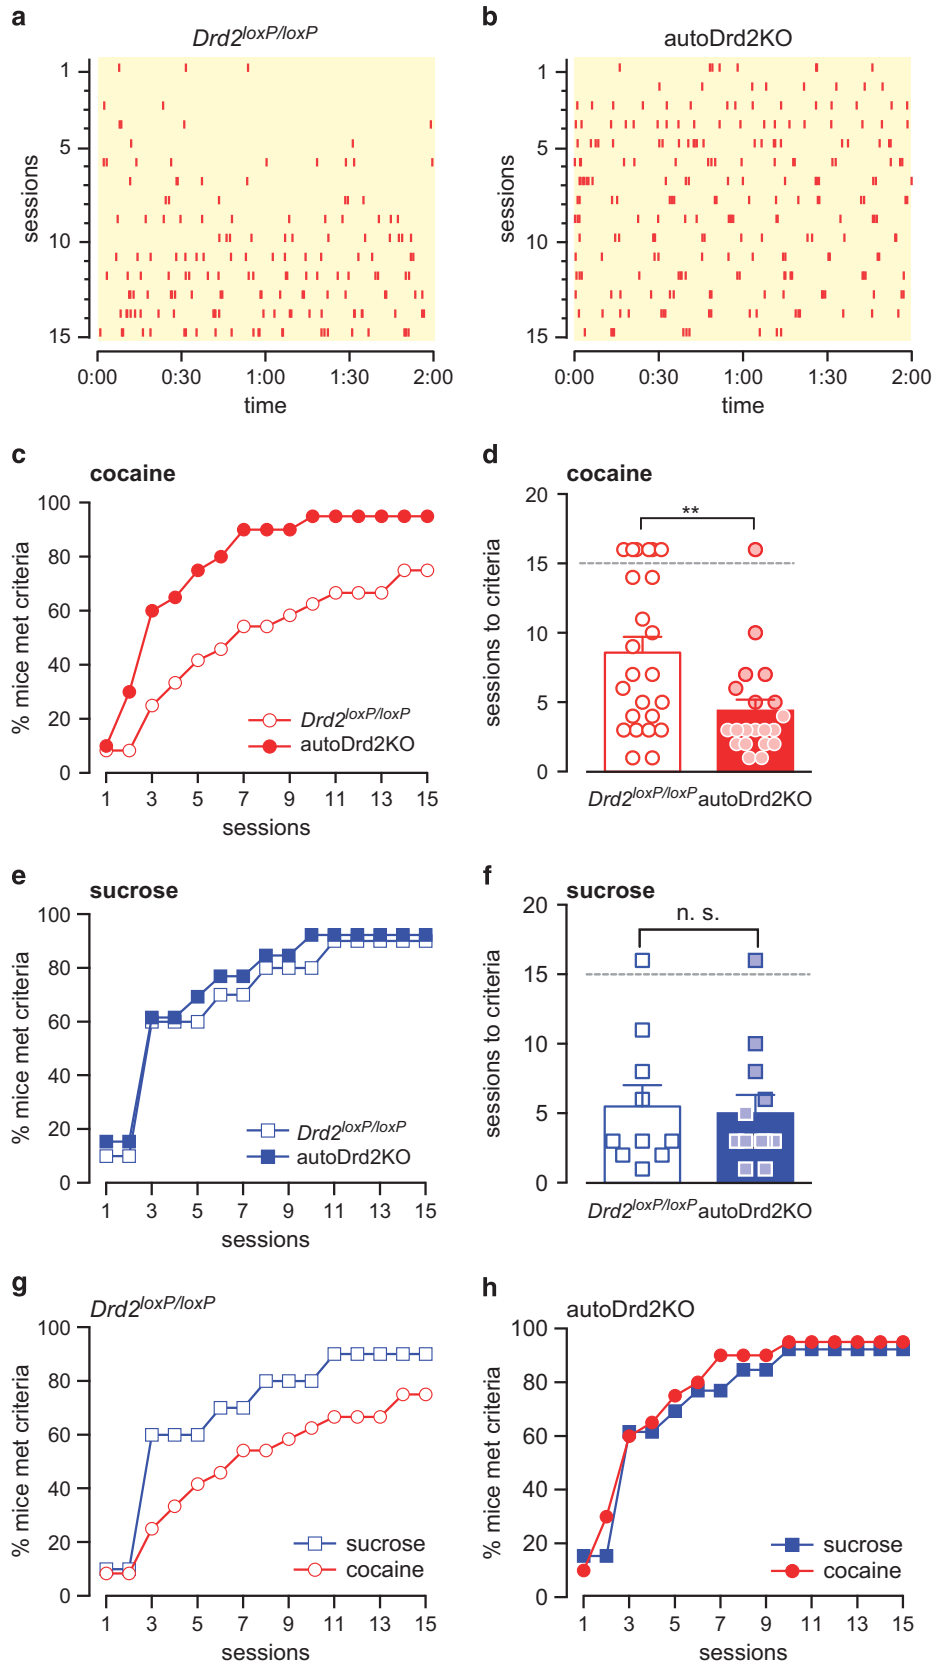 a
Drd2loxP/loxP
1
5
10
15
sessions
0:00 0:30 1:00 1:30 2:00
time
b
autoDrd2KO
1
5
10
15
sessions
0:00 0:30 1:00 1:30 2:00
time
c
cocaine
100
80
60
40
20
0
% mice met criteria
Drd2loxP/loxP
autoDrd2KO
1 3 5 7 9 11 13 15
sessions
d
cocaine
20
15
10
5
0
sessions to criteria
**
Drd2loxP/loxP autoDrd2KO
e
sucrose
100
80
60
40
20
0
% mice met criteria
Drd2loxP/loxP
autoDrd2KO
1 3 5 7 9 11 13 15
sessions
f
sucrose
20
15
10
5
0
sessions to criteria
n. s.
Drd2loxP/loxP autoDrd2KO
g
Drd2loxP/loxP
100
80
60
40
20
0
% mice met criteria
sucrose
cocaine
1 3 5 7 9 11 13 15
sessions
h
autoDrd2KO
100
80
60
40
20
0
% mice met criteria
sucrose
cocaine
1 3 5 7 9 11 13 15
sessions